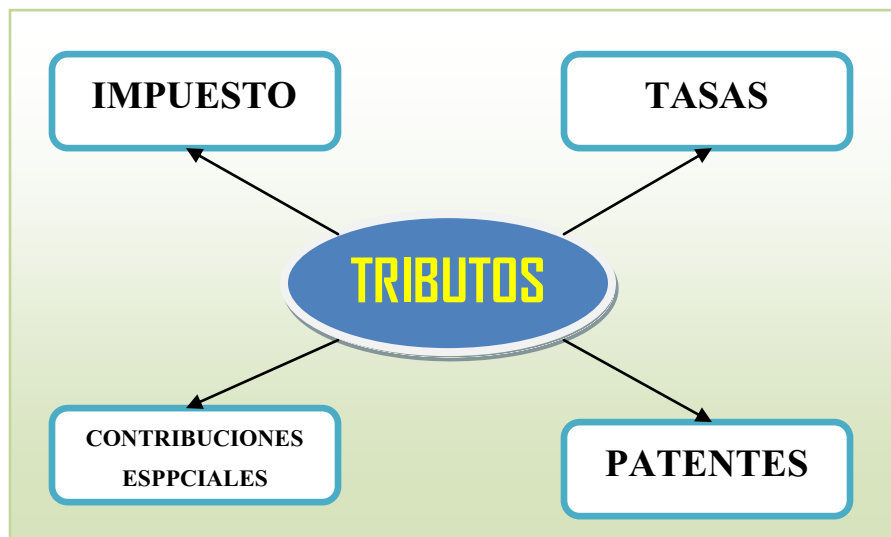 IMPUESTO
TASAS
TRIBUTOS
CONTRIBUCIONES
ESPPCIALES
PATENTES